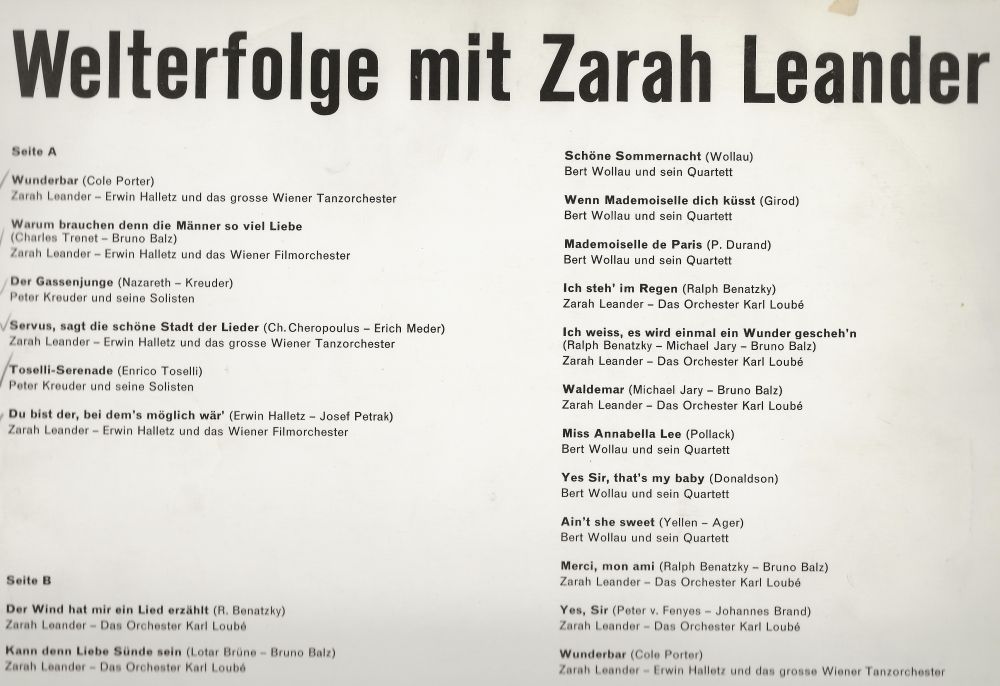 Welterfolge mit Zarah Leander
Seite A
Wunderbar (Cole Porter)
Zarah Leander – Erwin Halletz und das grosse Wiener Tanzorchester
Warum brauchen denn die Männer so viel Liebe
(Charles Trenet – Bruno Balz)
Zarah Leander – Erwin Halletz und das Wiener Filmorchester
Der Gassenjunge (Nazareth – Kreuder)
Peter Kreuder und seine Solisten
Servus, sagt die schöne Stadt der Lieder (Ch. Cheropoulus – Erich Meder)
Zarah Leander – Erwin Halletz und das grosse Wiener Tanzorchester
Toselli-Serenade (Enrico Toselli)
Peter Kreuder und seine Solisten
Du bist der, bei dem's möglich wär' (Erwin Halletz – Josef Petrak)
Zarah Leander – Erwin Halletz und das Wiener Filmorchester
Seite B
Der Wind hat mir ein Lied erzählt (R. Benatzky)
Zarah Leander – Das Orchester Karl Loubé
Kann denn Liebe Sünde sein (Lotar Brüne – Bruno Balz)
Zarah Leander – Das Orchester Karl Loubé
Schöne Sommernacht (Wollau)
Bert Wollau und sein Quartett
Wenn Mademoiselle dich küsst (Girod)
Bert Wollau und sein Quartett
Mademoiselle de Paris (P. Durand)
Bert Wollau und sein Quartett
Ich steh' im Regen (Ralph Benatzky)
Zarah Leander – Das Orchester Karl Loubé
Ich weiss, es wird einmal ein Wunder gescheh'n
(Ralph Benatzky – Michael Jary – Bruno Balz)
Zarah Leander – Das Orchester Karl Loubé
Waldemar (Michael Jary – Bruno Balz)
Zarah Leander – Das Orchester Karl Loubé
Miss Annabella Lee (Pollack)
Bert Wollau und sein Quartett
Yes Sir, that's my baby (Donaldson)
Bert Wollau und sein Quartett
Ain't she sweet (Yellen – Ager)
Bert Wollau und sein Quartett
Merci, mon ami (Ralph Benatzky – Bruno Balz)
Zarah Leander – Das Orchester Karl Loubé
Yes, Sir (Peter v. Fenyes – Johannes Brand)
Zarah Leander – Das Orchester Karl Loubé
Wunderbar (Cole Porter)
Zarah Leander – Erwin Halletz und das grosse Wiener Tanzorchester